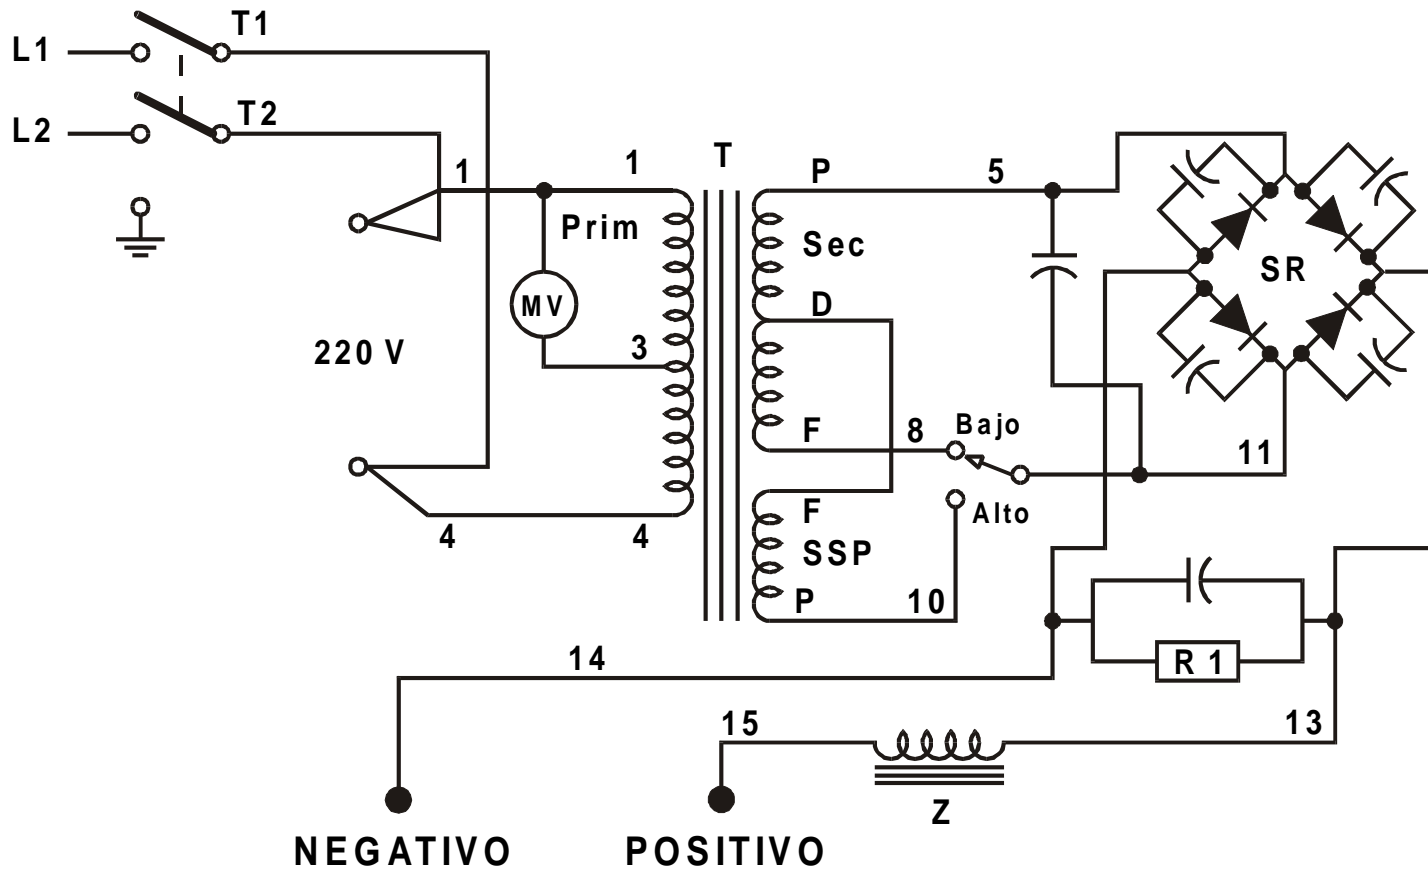 L1
T1
L2
T2
1
1
T
P
5
Prim
Sec
SR
MV
D
220 V
3
F
8
Bajo
11
4
4
F
Alto
SSP
P
10
R 1
14
15
13
Z
NEGATIVO
POSITIVO